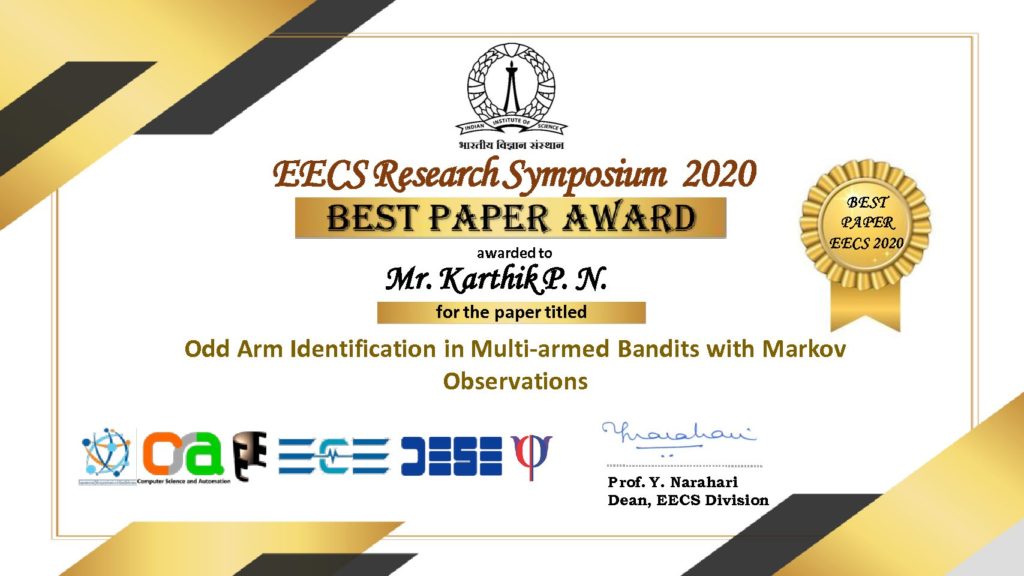 INDIAN INSTITUTE OF SCIENCE
भारतीय विज्ञान संस्थान
EECS Research Symposium 2020
BEST PAPER AWARD
awarded to
Mr. Karthik P. N.
for the paper titled
Odd Arm Identification in Multi-armed Bandits with Markov
Observations
BEST
PAPER
EECS 2020
Computer Science and Automation
ECE
DESE
Prof. Y. Narahari
Dean, EECS Division